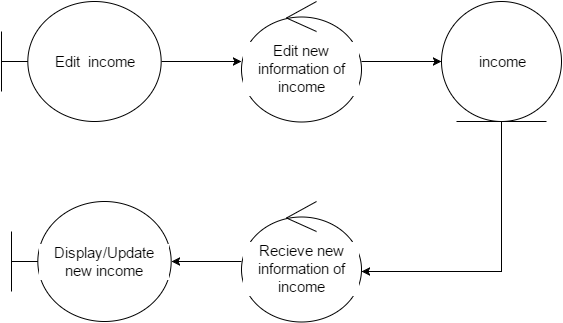 Edit income
Edit new
information of
income
income
Display/Update
new income
Recieve new
information of
income